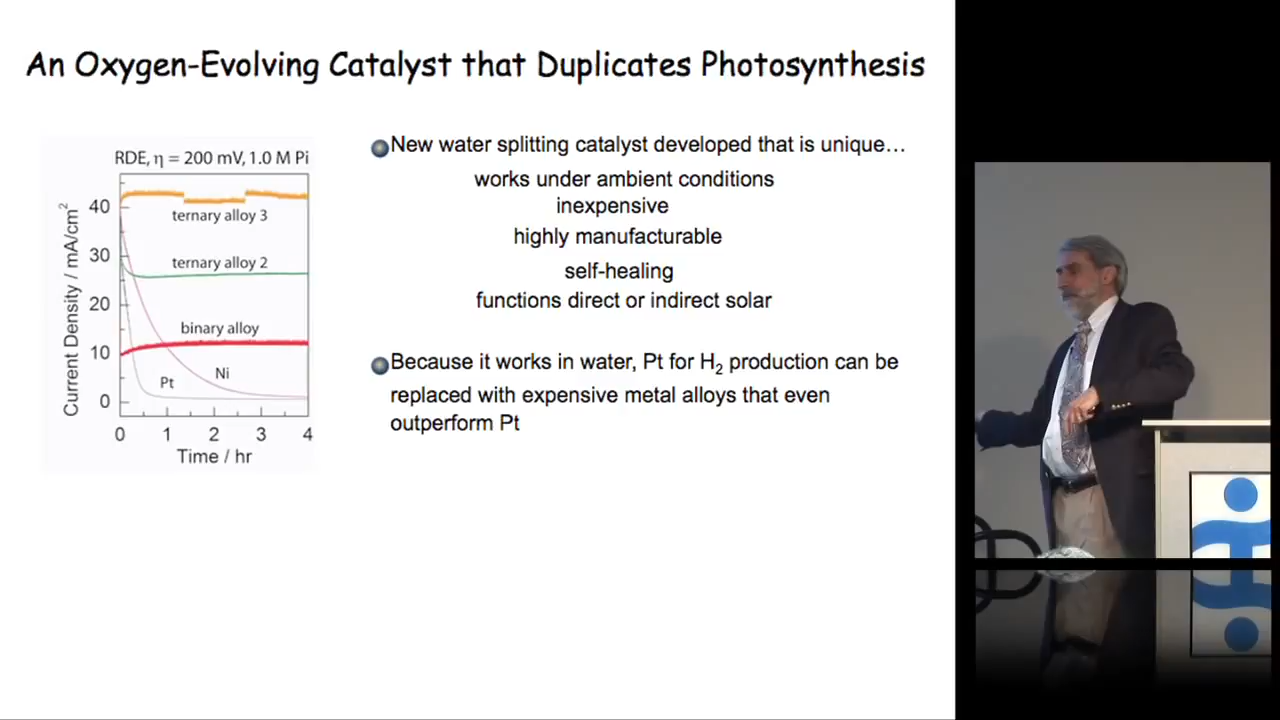 An Oxygen-Evolving Catalyst that Duplicates Photosynthesis
RDE, η = 200 mV, 1.0 M Pi
40
30
20
10
0
Current Density / mA/cm²
ternary alloy 3
ternary alloy 2
binary alloy
Pt
Ni
0 1 2 3 4
Time / hr
New water splitting catalyst developed that is unique…
works under ambient conditions
inexpensive
highly manufacturable
self-healing
functions direct or indirect solar
Because it works in water, Pt for H₂ production can be
replaced with expensive metal alloys that even
outperform Pt